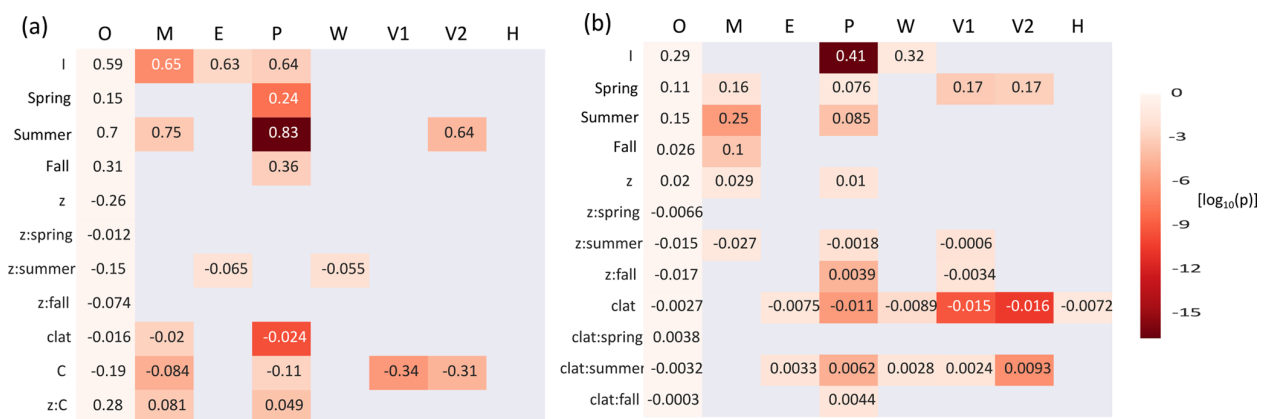 (a) O M E P W V1 V2 H
I 0.59 0.65 0.63 0.64
Spring 0.15 0.24
Summer 0.7 0.75 0.83 0.64
Fall 0.31 0.36
z -0.26
z:spring -0.012
z:summer -0.15 -0.065 -0.055
z:fall -0.074
clat -0.016 -0.02 -0.024
C -0.19 -0.084 -0.11 -0.34 -0.31
z:C 0.28 0.081 0.049
(b) O M E P W V1 V2 H
I 0.29 0.41 0.32
Spring 0.11 0.16 0.076 0.17 0.17
Summer 0.15 0.25 0.085
Fall 0.026 0.1
z 0.02 0.029 0.01
z:spring -0.0066
z:summer -0.015 -0.027 -0.0018 -0.0006
z:fall -0.017 0.0039 -0.0034
clat -0.0027 -0.0075 -0.011 -0.0089 -0.015 -0.016 -0.0072
clat:spring 0.0038
clat:summer -0.0032 0.0033 0.0062 0.0028 0.0024 0.0093
clat:fall -0.0003 0.0044
0
-3
-6
-9
-12
-15
[log₁₀(p)]